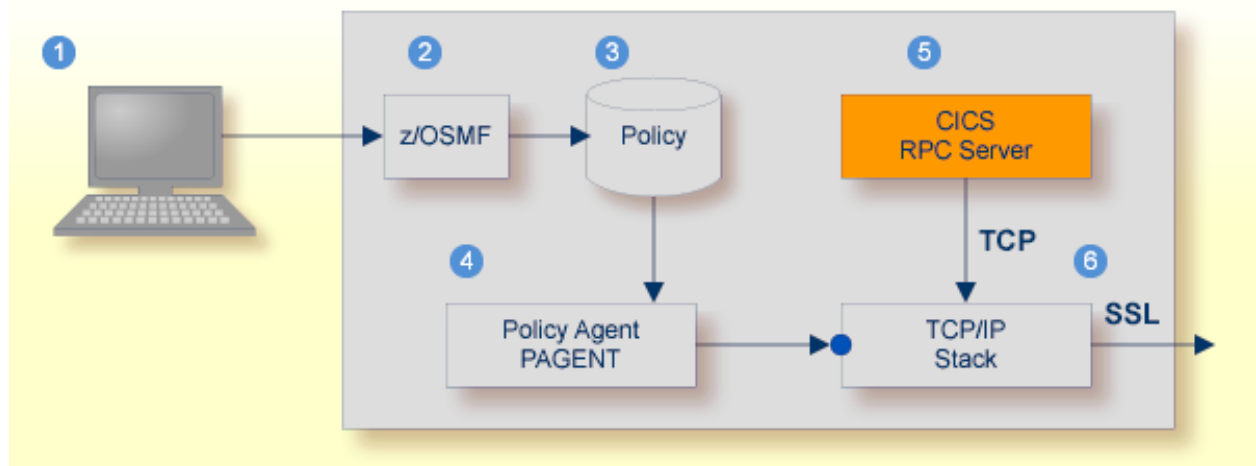 1
2
3
5
z/OSMF
Policy
CICS
RPC Server
TCP
4
6
Policy Agent
PAGENT
TCP/IP
Stack
SSL